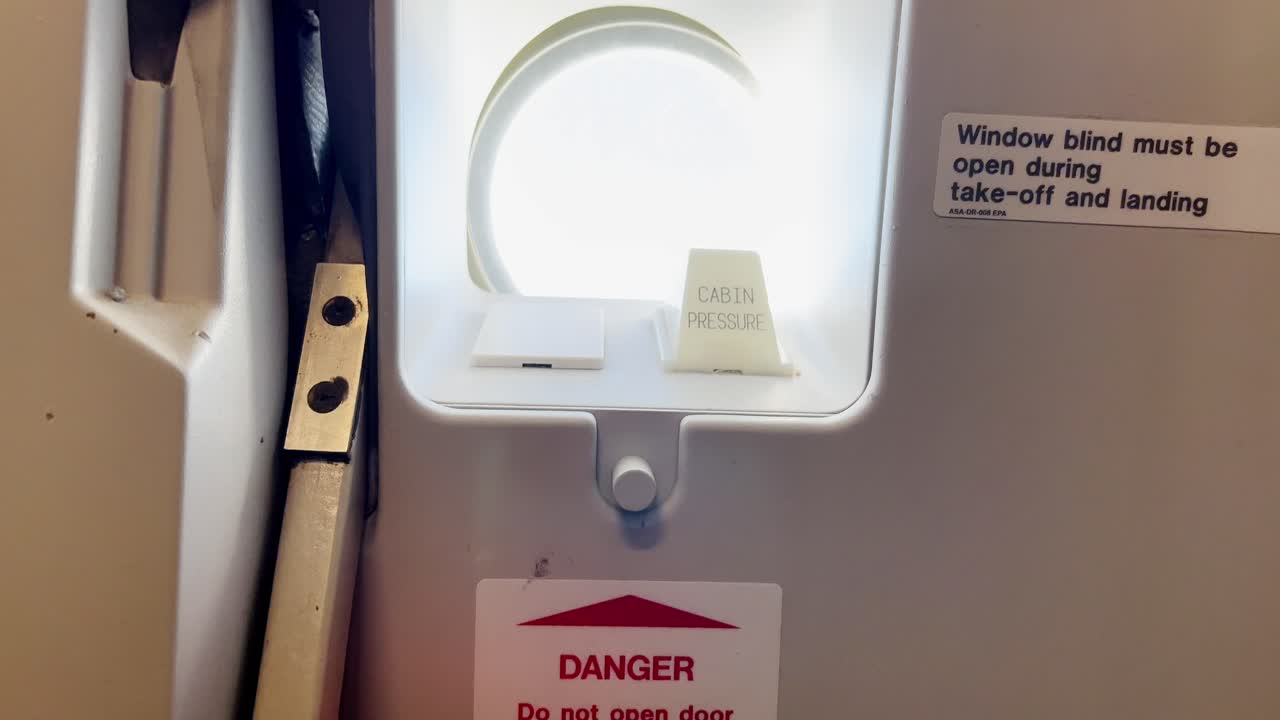 CABIN
PRESSURE
Window blind must be
open during
take-off and landing
ASA-DR-008 EPA
DANGER
Do not open door